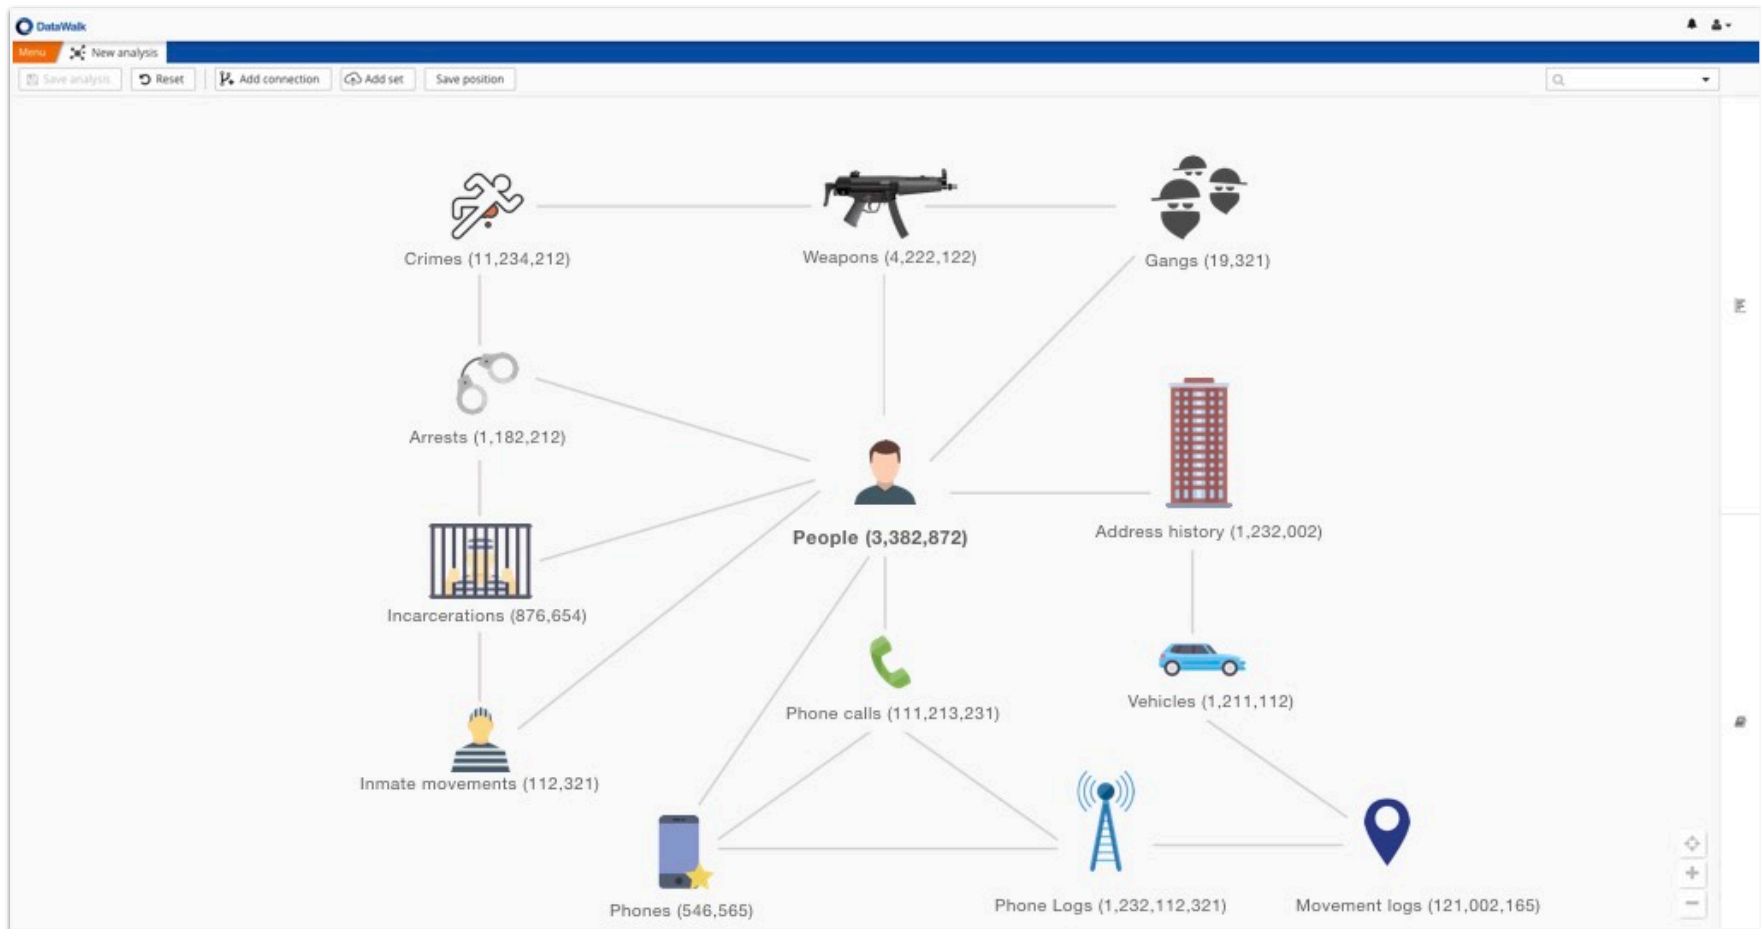 DataWalk
Menu New analysis
Save analysis Reset Add connection Add set Save position
Crimes (11,234,212)
Weapons (4,222,122)
Gangs (19,321)
Arrests (1,182,212)
People (3,382,872)
Address history (1,232,002)
Incarcerations (876,654)
Phone calls (111,213,231)
Vehicles (1,211,112)
Inmate movements (112,321)
Phones (546,565)
Phone Logs (1,232,112,321)
Movement logs (121,002,165)